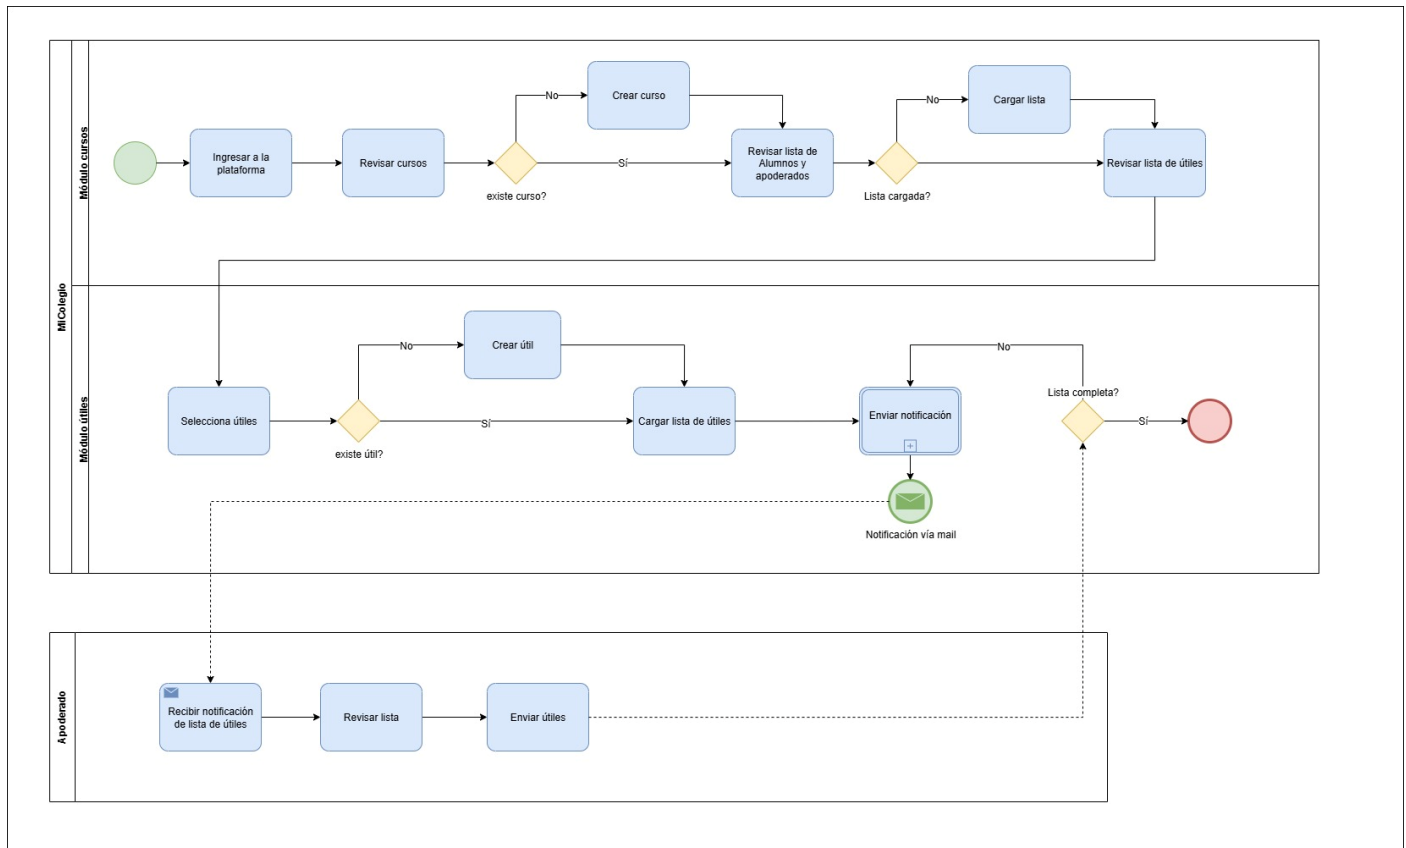 MiColegio
Módulo cursos
Ingresar a la
plataforma
Revisar cursos
existe curso?
No
Crear curso
Sí
Revisar lista de
Alumnos y
apoderados
Lista cargada?
No
Cargar lista
Revisar lista de útiles
Módulo útiles
Selecciona útiles
existe útil?
No
Crear útil
Sí
Cargar lista de útiles
Enviar notificación
Notificación vía mail
No
Lista completa?
Sí
Apoderado
Recibir notificación
de lista de útiles
Revisar lista
Enviar útiles